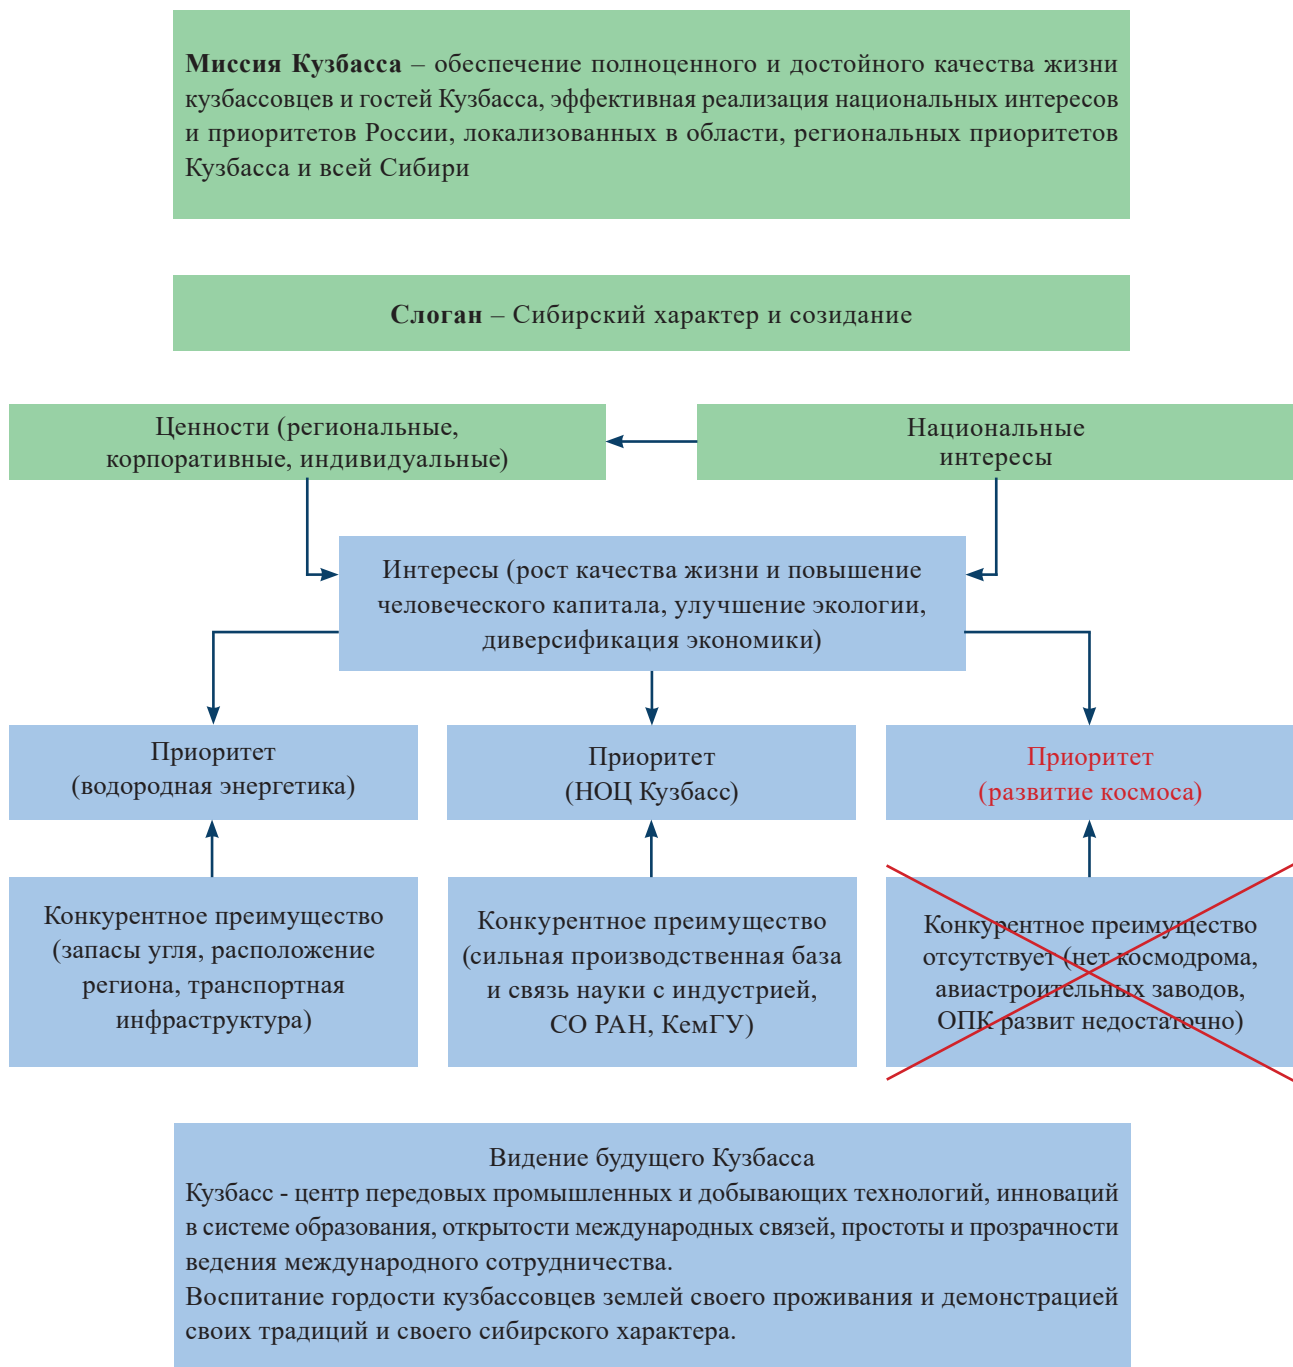 Миссия Кузбасса – обеспечение полноценного и достойного качества жизни
кузбассовцев и гостей Кузбасса, эффективная реализация национальных интересов
и приоритетов России, локализованных в области, региональных приоритетов
Кузбасса и всей Сибири
Слоган – Сибирский характер и созидание
Ценности (региональные,
корпоративные, индивидуальные)
Национальные
интересы
Интересы (рост качества жизни и повышение
человеческого капитала, улучшение экологии,
диверсификация экономики)
Приоритет
(водородная энергетика)
Приоритет
(НОЦ Кузбасс)
Приоритет
(развитие космоса)
Конкурентное преимущество
(запасы угля, расположение
региона, транспортная
инфраструктура)
Конкурентное преимущество
(сильная производственная база
и связь науки с индустрией,
СО РАН, КемГУ)
Конкурентное преимущество
отсутствует (нет космодрома,
авиастроительных заводов,
ОПК развит недостаточно)
Видение будущего Кузбасса
Кузбасс - центр передовых промышленных и добывающих технологий, инноваций
в системе образования, открытости международных связей, простоты и прозрачности
ведения международного сотрудничества.
Воспитание гордости кузбассовцев землей своего проживания и демонстрацией
своих традиций и своего сибирского характера.